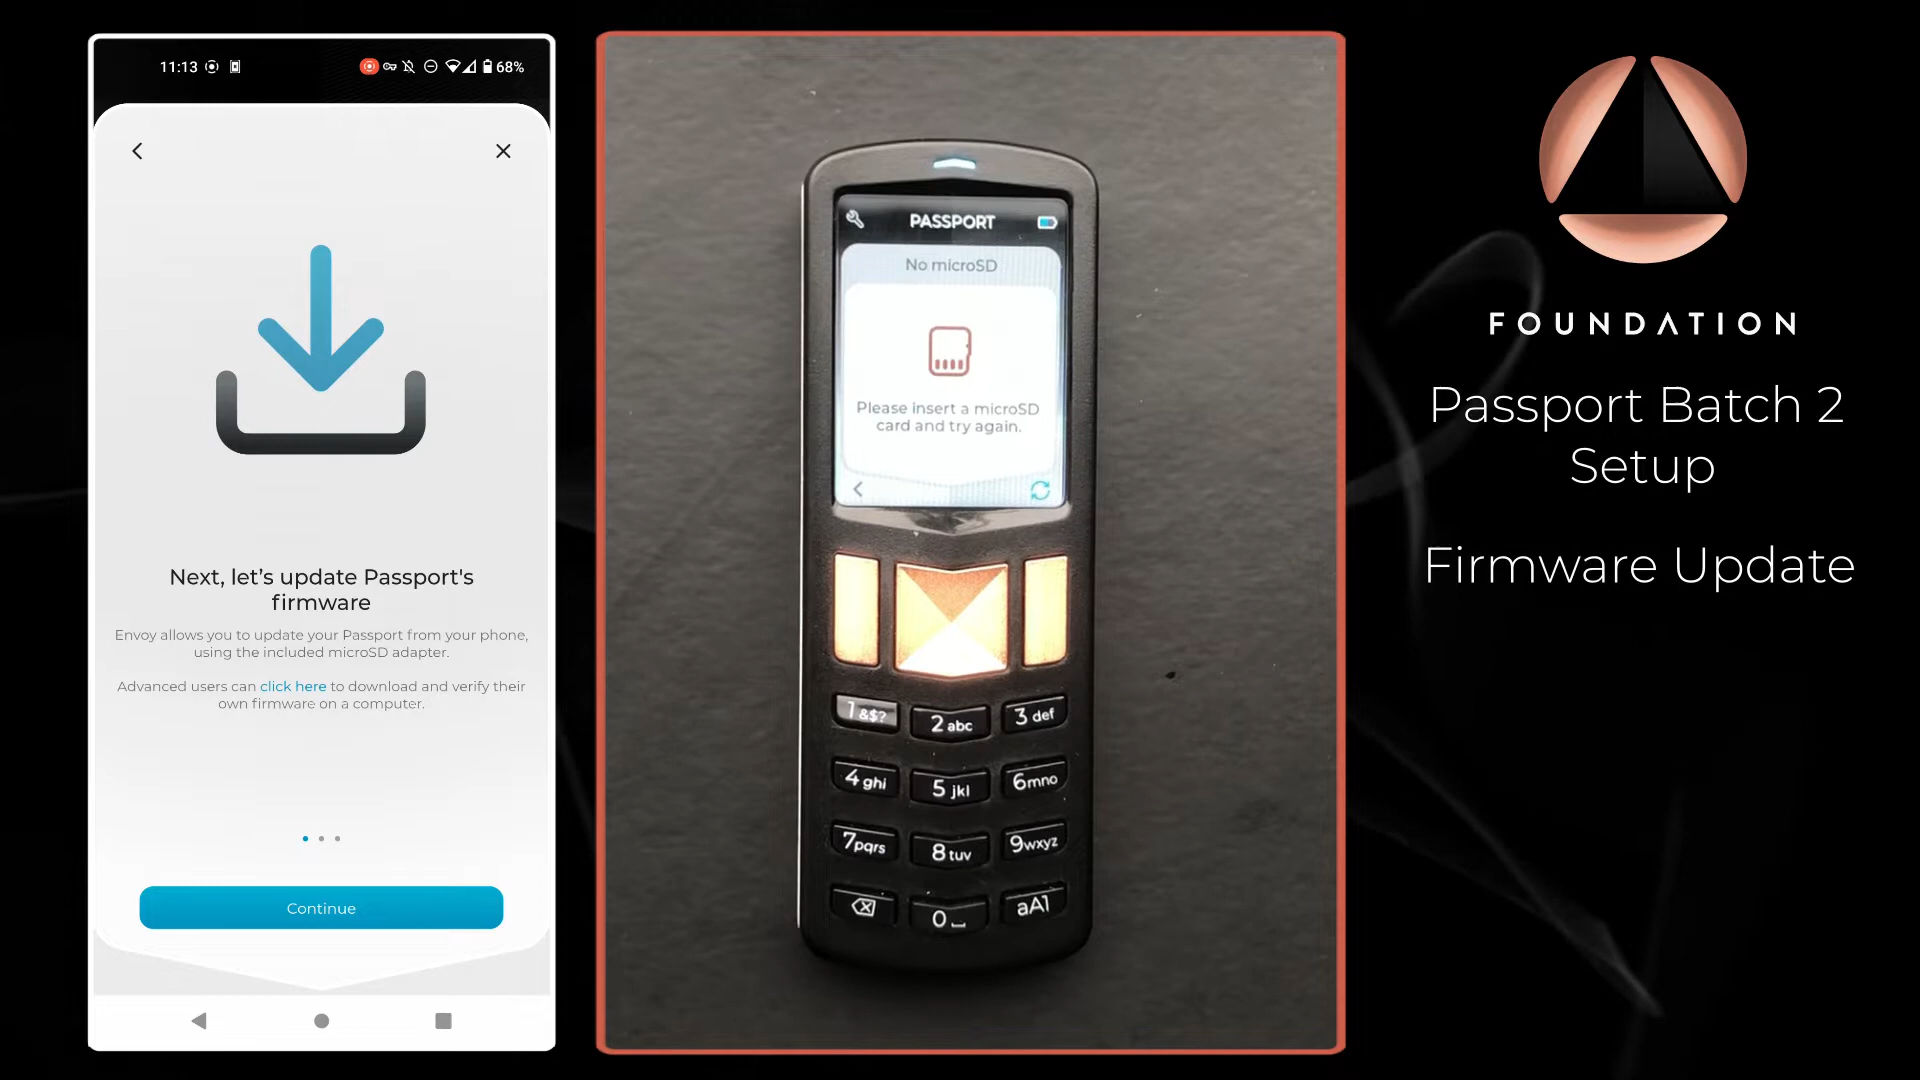 11:13
68%
Next, let's update Passport's
firmware
Envoy allows you to update your Passport from your phone,
using the included microSD adapter.
Advanced users can click here to download and verify their
own firmware on a computer.
Continue
PASSPORT
No microSD
Please insert a microSD
card and try again.
1 &$?
2 abc
3 def
4 ghi
5 jkl
6 mno
7 pqrs
8 tuv
9 wxyz
0
aA1
FOUNDATION
Passport Batch 2
Setup
Firmware Update